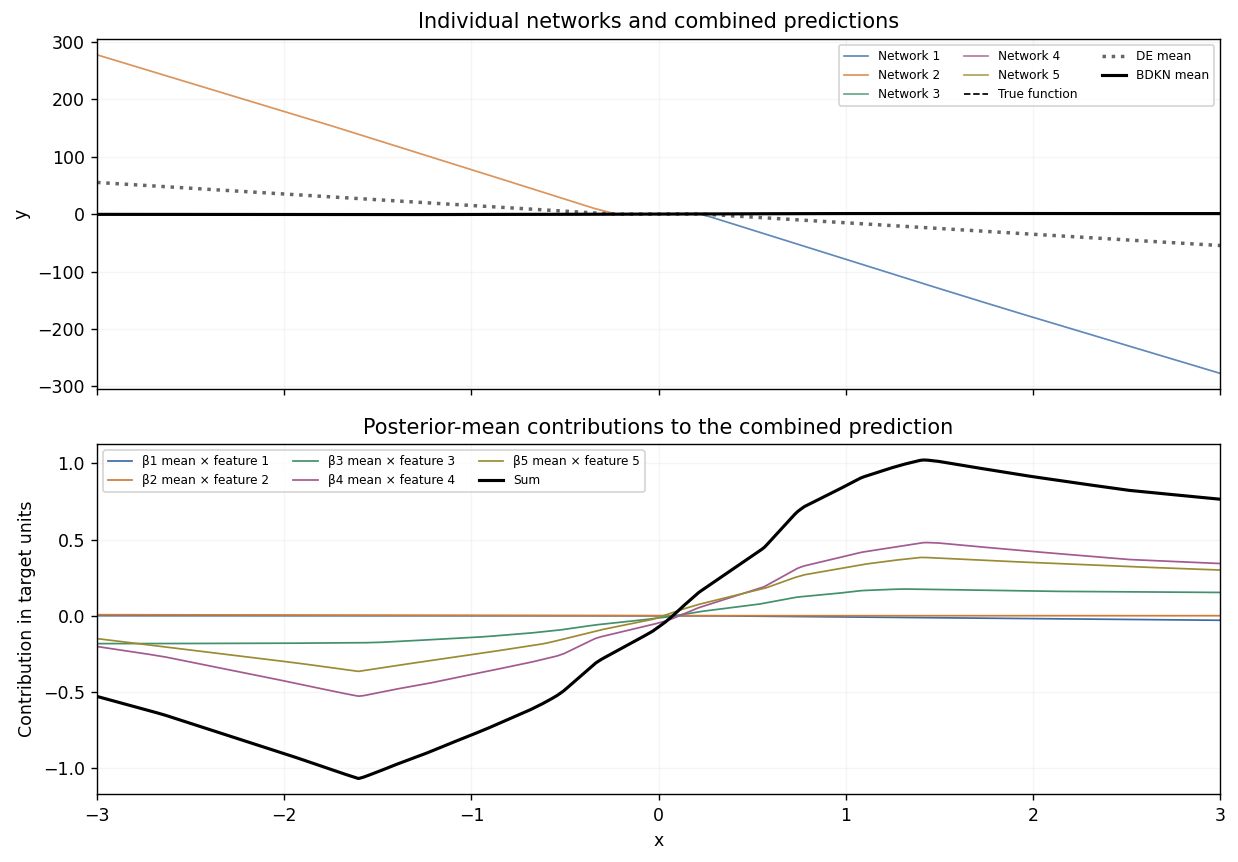 Individual networks and combined predictions
300
200
100
0
−100
−200
−300
y
Network 1
Network 2
Network 3
Network 4
Network 5
True function
DE mean
BDKN mean
Posterior-mean contributions to the combined prediction
1.0
0.5
0.0
−0.5
−1.0
Contribution in target units
β1 mean × feature 1
β2 mean × feature 2
β3 mean × feature 3
β4 mean × feature 4
β5 mean × feature 5
Sum
−3
−2
−1
0
1
2
3
x